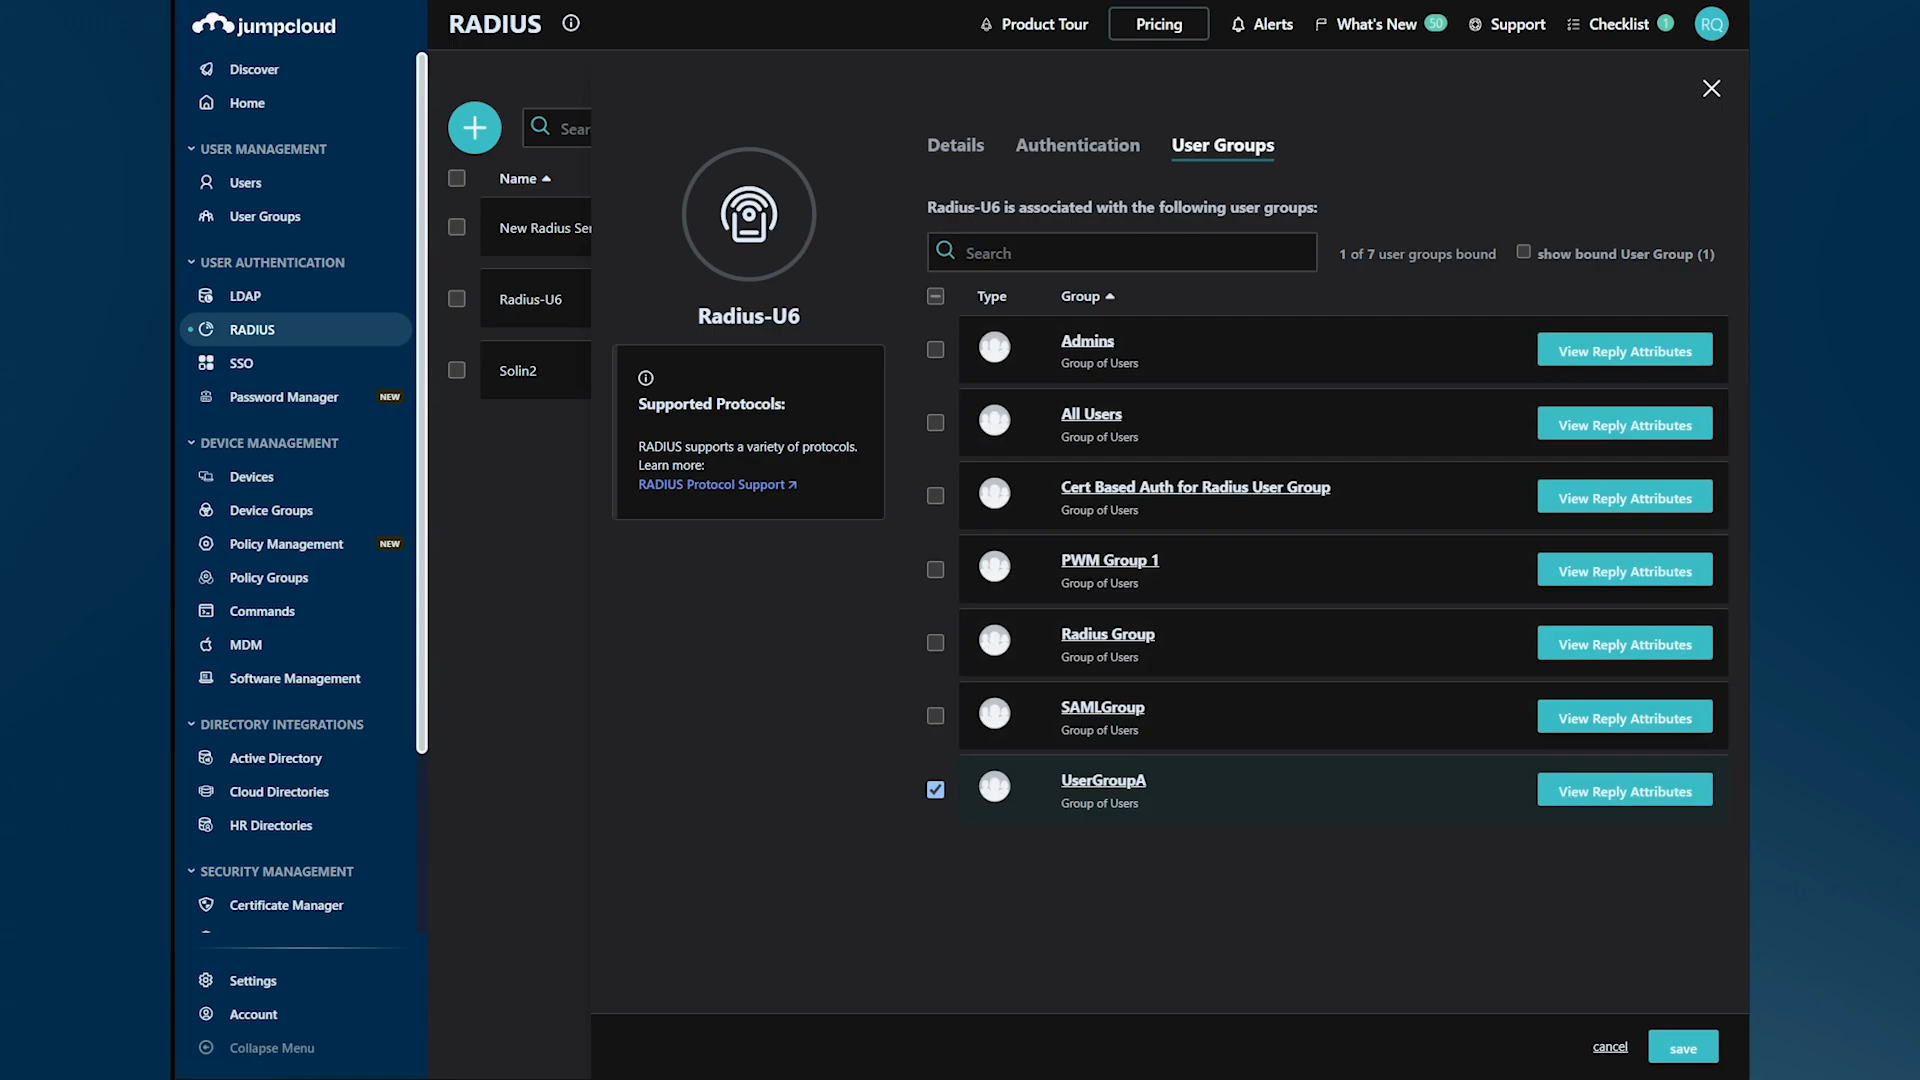 jumpcloud
Discover
Home
USER MANAGEMENT
Users
User Groups
USER AUTHENTICATION
LDAP
RADIUS
SSO
Password Manager NEW
DEVICE MANAGEMENT
Devices
Device Groups
Policy Management NEW
Policy Groups
Commands
MDM
Software Management
DIRECTORY INTEGRATIONS
Active Directory
Cloud Directories
HR Directories
SECURITY MANAGEMENT
Certificate Manager
Settings
Account
Collapse Menu
RADIUS
Product Tour
Pricing
Alerts
What's New 50
Support
Checklist 1
RQ
Sear
Name
New Radius Ser
Radius-U6
Solin2
Radius-U6
Supported Protocols:
RADIUS supports a variety of protocols.
Learn more:
RADIUS Protocol Support
Details Authentication User Groups
Radius-U6 is associated with the following user groups:
Search
1 of 7 user groups bound
show bound User Group (1)
Type Group
Admins
Group of Users
View Reply Attributes
All Users
Group of Users
View Reply Attributes
Cert Based Auth for Radius User Group
Group of Users
View Reply Attributes
PWM Group 1
Group of Users
View Reply Attributes
Radius Group
Group of Users
View Reply Attributes
SAMLGroup
Group of Users
View Reply Attributes
UserGroupA
Group of Users
View Reply Attributes
cancel
save